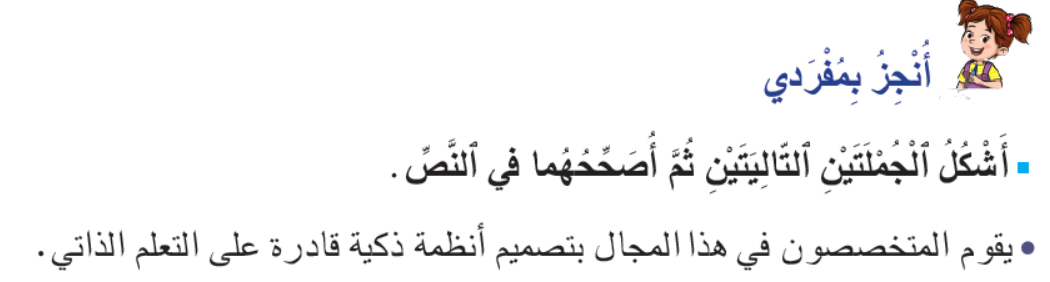 أُنْجِزُ بِمُفْرَدي
▪ أَشْكُلُ ٱلْجُمْلَتَيْنِ ٱلتّالِيَتَيْنِ ثُمَّ أُصَحِّحُهُما في ٱلنَّصِّ.
• يقوم المتخصصون في هذا المجال بتصميم أنظمة ذكية قادرة على التعلم الذاتي.